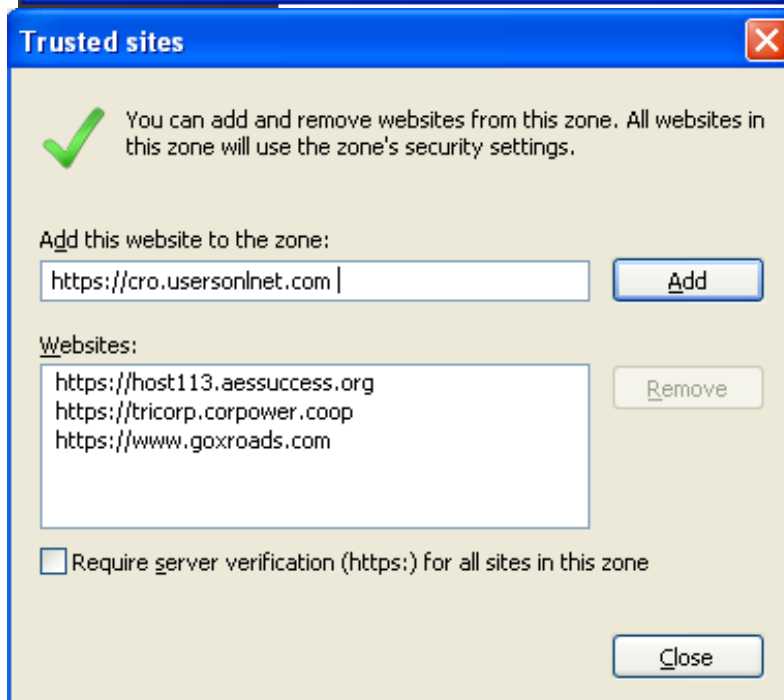 Trusted sites
You can add and remove websites from this zone. All websites in
this zone will use the zone's security settings.
Add this website to the zone:
https://cro.usersonlnet.com
Add
Websites:
https://host113.aessuccess.org
https://tricorp.corpower.coop
https://www.goxroads.com
Remove
Require server verification (https:) for all sites in this zone
Close